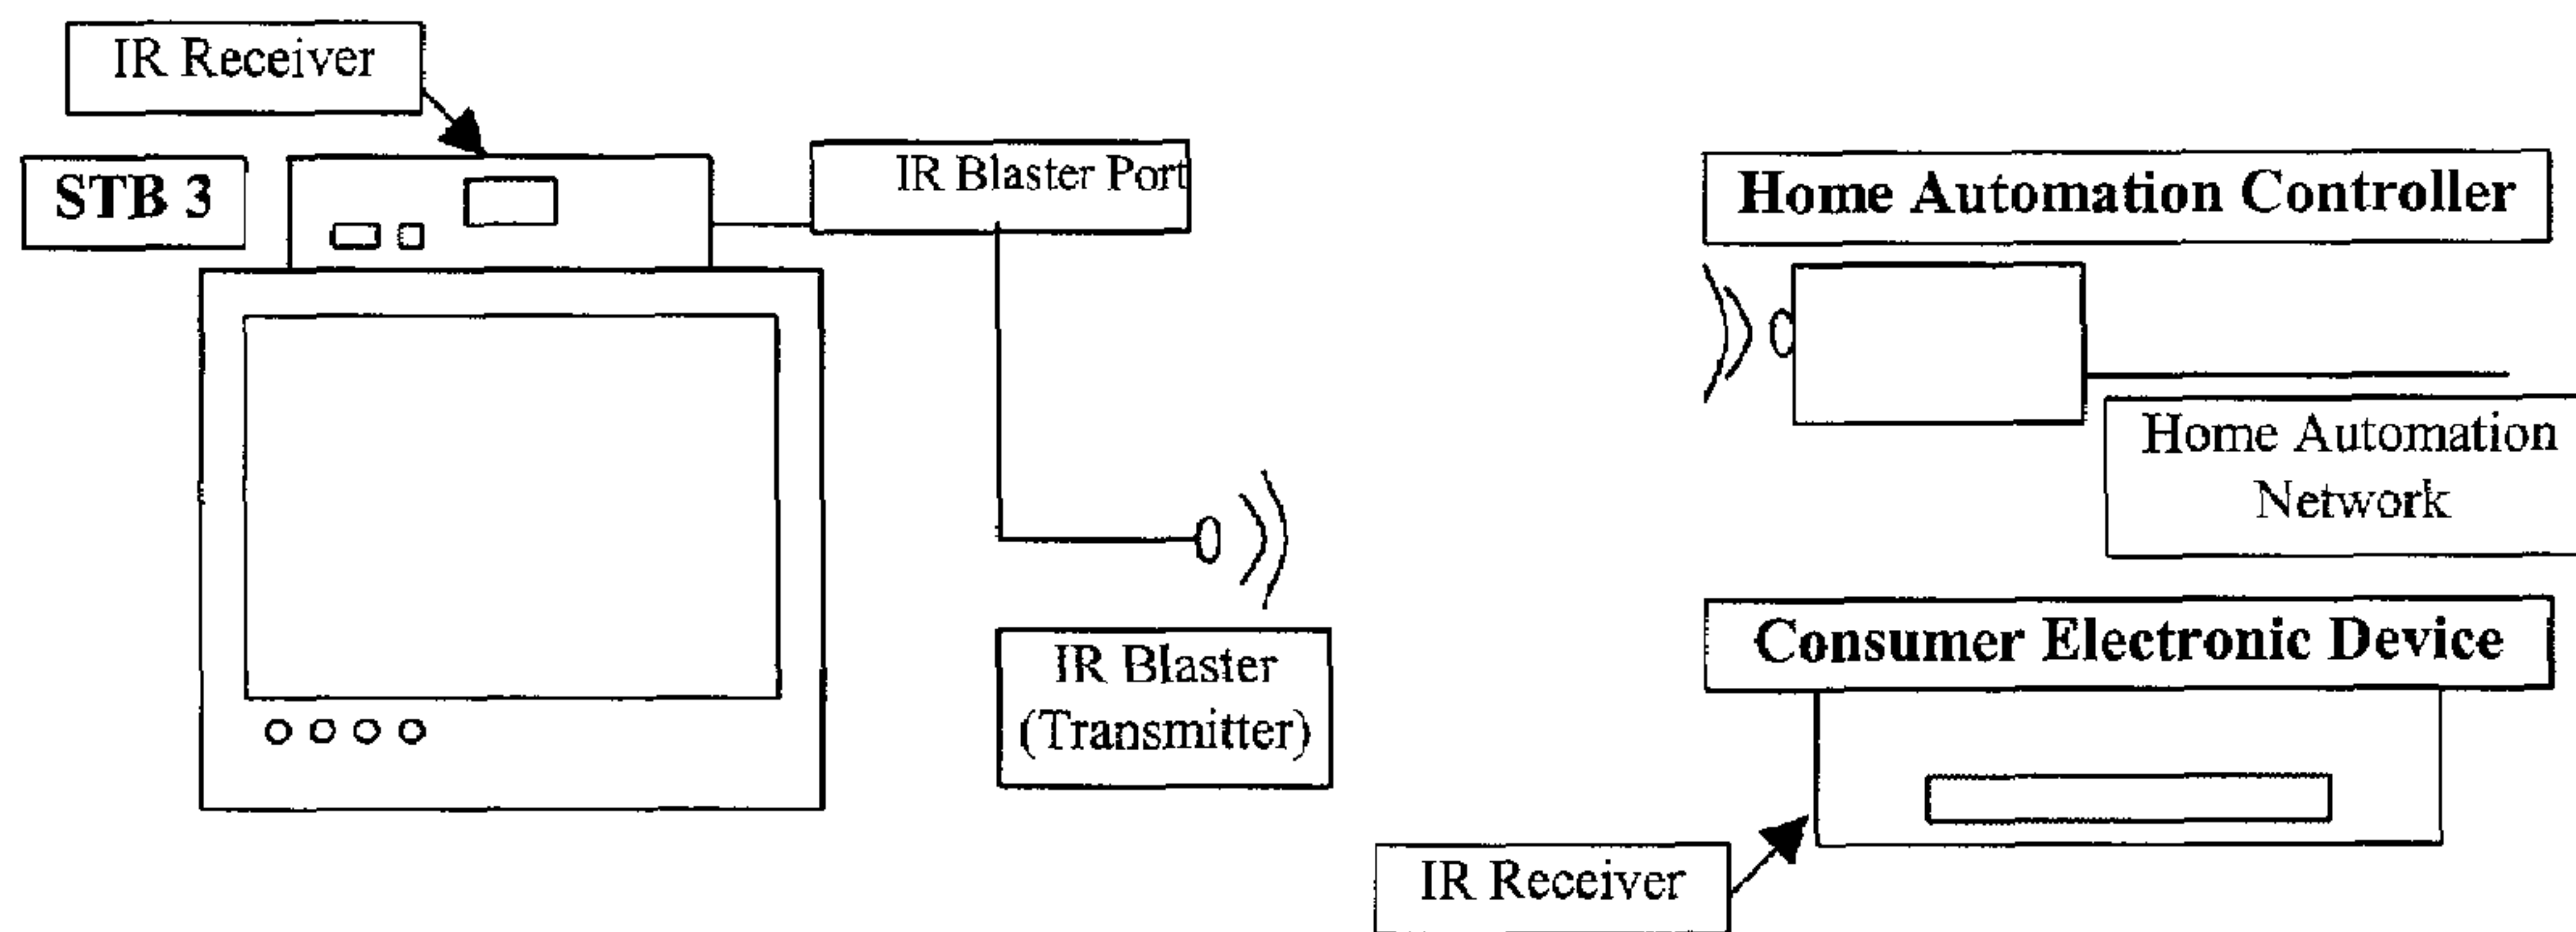 IR Receiver
STB 3
IR Blaster Port
Home Automation Controller
Home Automation
Network
IR Blaster
(Transmitter)
Consumer Electronic Device
IR Receiver